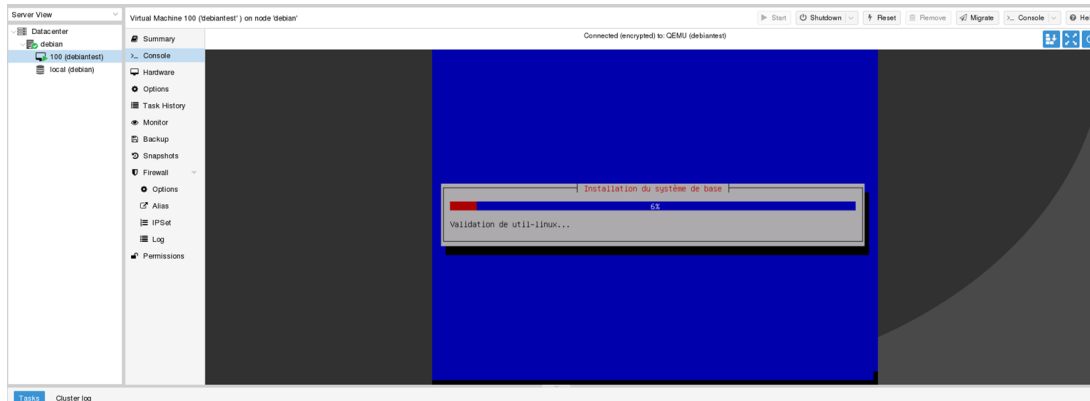 Server View
Virtual Machine 100 ('debiantest' ) on node 'debian'
Start
Shutdown
Reset
Remove
Migrate
Console
Datacenter
debian
100 (debiantest)
local (debian)
Summary
Console
Hardware
Options
Task History
Monitor
Backup
Snapshots
Firewall
Options
Alias
IPSet
Log
Permissions
Connected (encrypted) to: QEMU (debiantest)
Installation du système de base
6%
Validation de util-linux...
Tasks
Cluster log